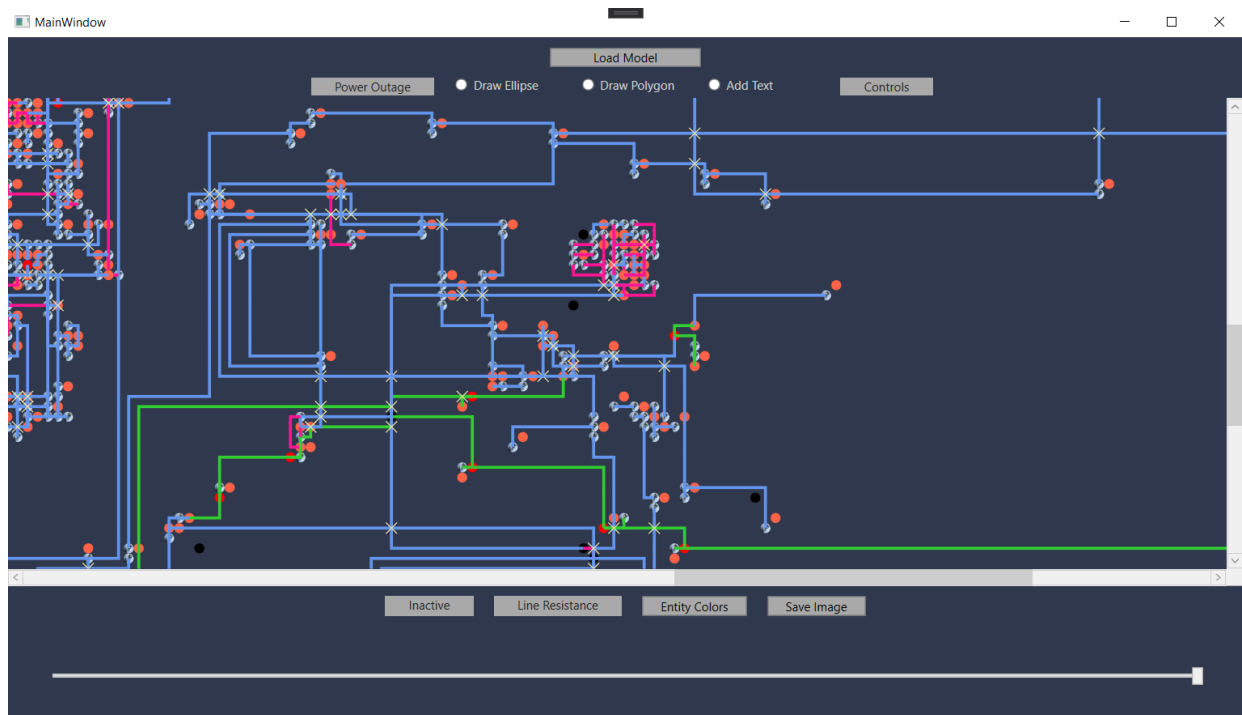 MainWindow
Load Model
Power Outage
Draw Ellipse
Draw Polygon
Add Text
Controls
Inactive
Line Resistance
Entity Colors
Save Image